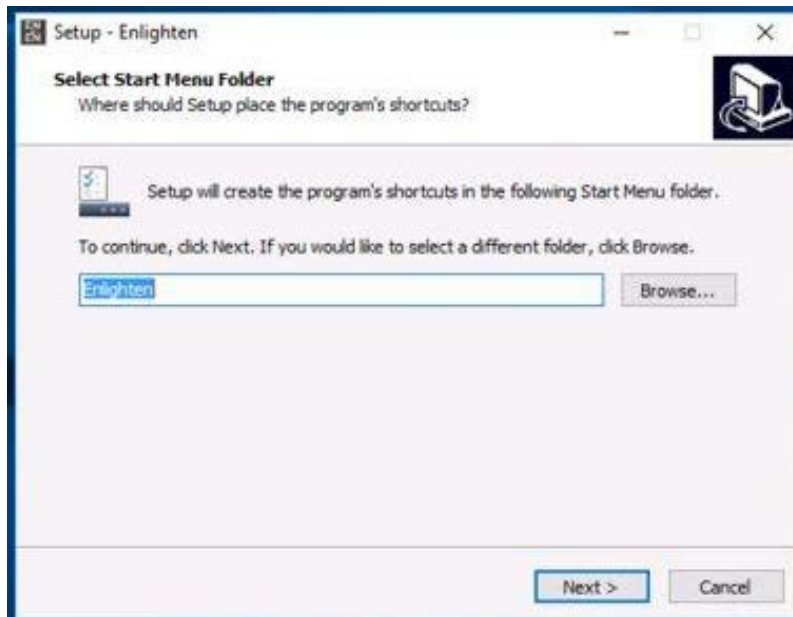 Setup - Enlighten
Select Start Menu Folder
Where should Setup place the program's shortcuts?
Setup will create the program's shortcuts in the following Start Menu folder.
To continue, click Next. If you would like to select a different folder, click Browse.
Enlighten
Browse...
Next >
Cancel